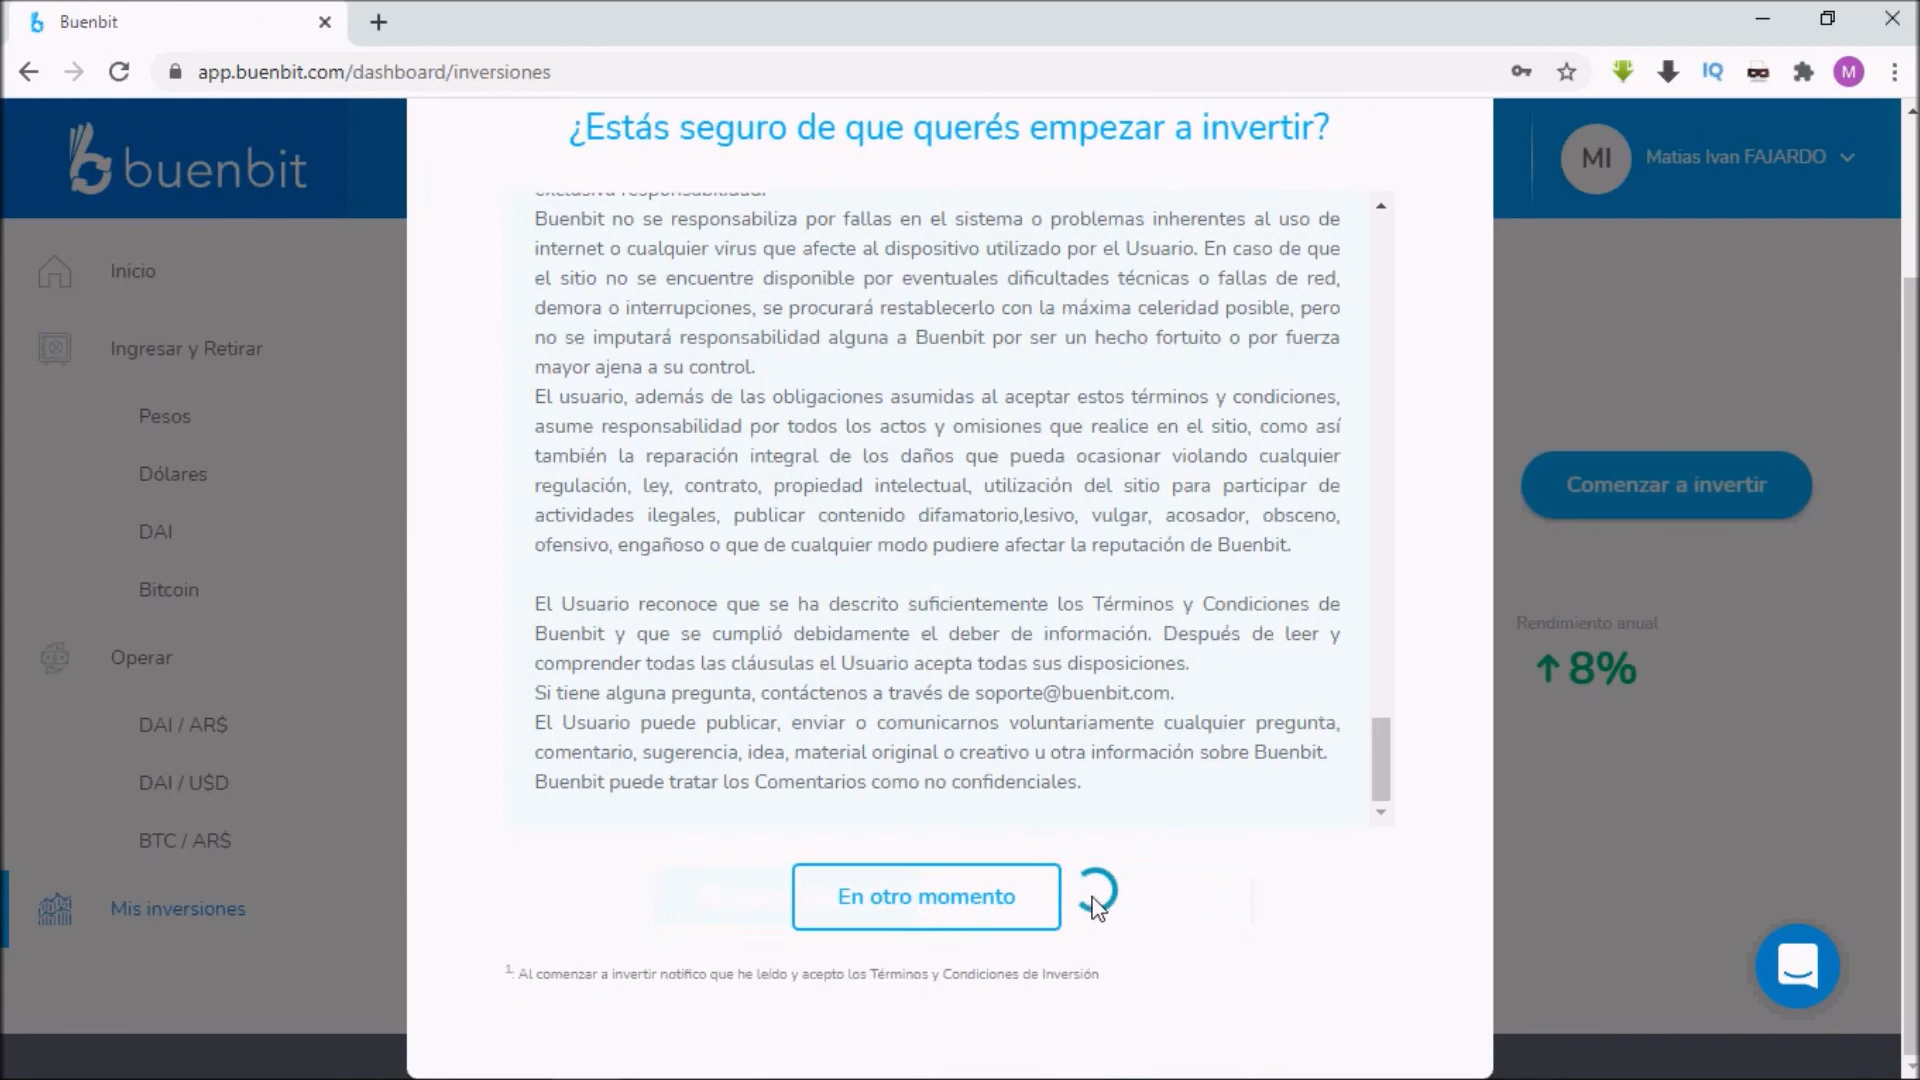 Buenbit
app.buenbit.com/dashboard/inversiones
IQ
M
buenbit
¿Estás seguro de que querés empezar a invertir?
MI
Matias Ivan FAJARDO
Inicio
Ingresar y Retirar
Pesos
Dólares
DAI
Bitcoin
Operar
DAI / AR$
DAI / U$D
BTC / AR$
Mis inversiones
exclusiva responsabilidad.
Buenbit no se responsabiliza por fallas en el sistema o problemas inherentes al uso de
internet o cualquier virus que afecte al dispositivo utilizado por el Usuario. En caso de que
el sitio no se encuentre disponible por eventuales dificultades técnicas o fallas de red,
demora o interrupciones, se procurará restablecerlo con la máxima celeridad posible, pero
no se imputará responsabilidad alguna a Buenbit por ser un hecho fortuito o por fuerza
mayor ajena a su control.
El usuario, además de las obligaciones asumidas al aceptar estos términos y condiciones,
asume responsabilidad por todos los actos y omisiones que realice en el sitio, como así
también la reparación integral de los daños que pueda ocasionar violando cualquier
regulación, ley, contrato, propiedad intelectual, utilización del sitio para participar de
actividades ilegales, publicar contenido difamatorio,lesivo, vulgar, acosador, obsceno,
ofensivo, engañoso o que de cualquier modo pudiere afectar la reputación de Buenbit.
El Usuario reconoce que se ha descrito suficientemente los Términos y Condiciones de
Buenbit y que se cumplió debidamente el deber de información. Después de leer y
comprender todas las cláusulas el Usuario acepta todas sus disposiciones.
Si tiene alguna pregunta, contáctenos a través de soporte@buenbit.com.
El Usuario puede publicar, enviar o comunicarnos voluntariamente cualquier pregunta,
comentario, sugerencia, idea, material original o creativo u otra información sobre Buenbit.
Buenbit puede tratar los Comentarios como no confidenciales.
En otro momento
1. Al comenzar a invertir notifico que he leído y acepto los Términos y Condiciones de Inversión
Comenzar a invertir
Rendimiento anual
↑8%